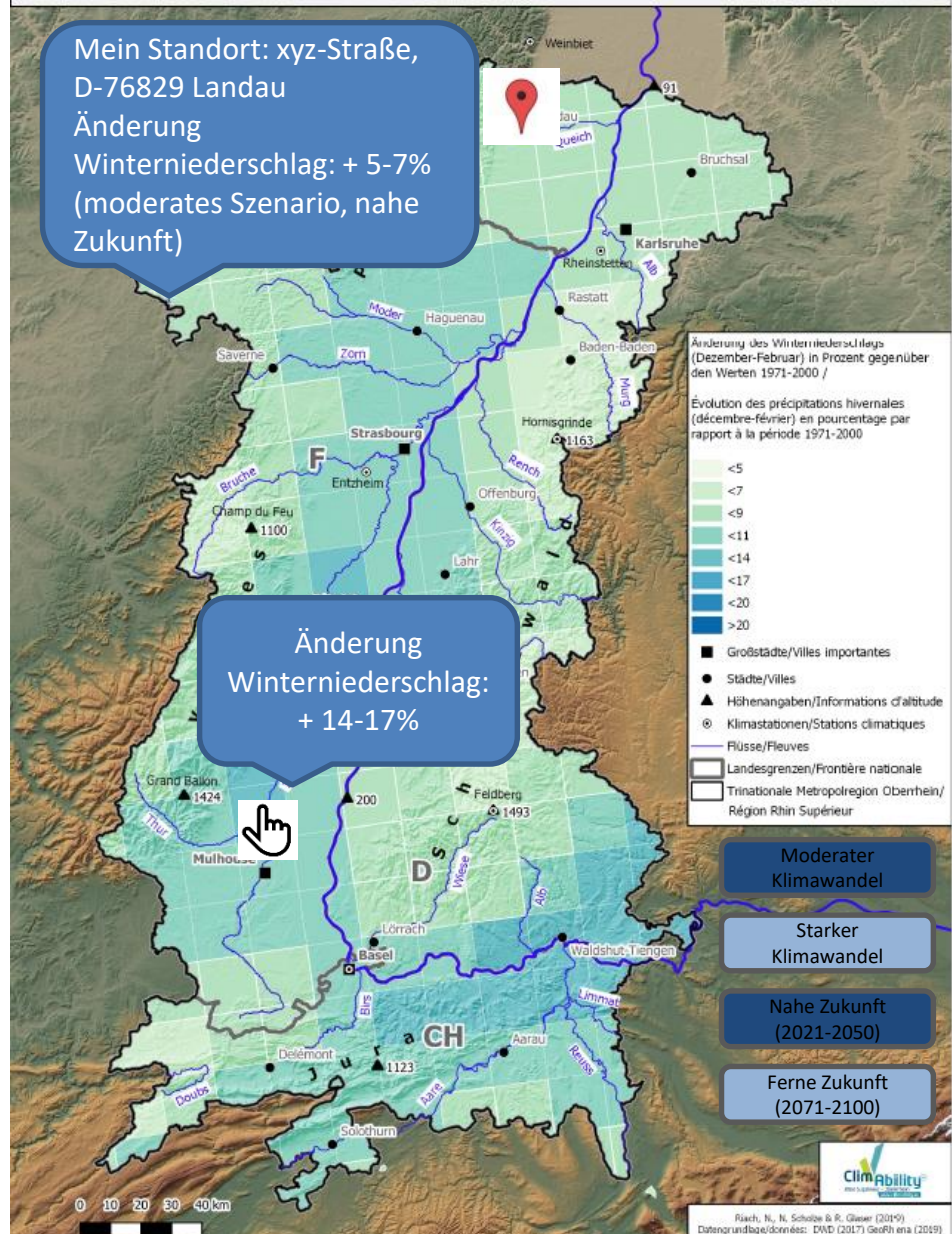 Weinbiet
Mein Standort: xyz-Straße,
D-76829 Landau
Änderung
Winterniederschlag: + 5-7%
(moderates Szenario, nahe
Zukunft)
91
Queich
Bruchsal
Karlsruhe
Rheinstetten
Alb
Rastatt
Moder
Haguenau
Baden-Baden
Saverne
Zorn
Murg
Änderung des Winterniederschlags
(Dezember-Februar) in Prozent gegenüber
den Werten 1971-2000 /
Évolution des précipitations hivernales
(décembre-février) en pourcentage par
rapport à la période 1971-2000
<5
<7
<9
<11
<14
<17
<20
>20
Großstädte/Villes importantes
Städte/Villes
Höhenangaben/Informations d'altitude
Klimastationen/Stations climatiques
Flüsse/Fleuves
Landesgrenzen/Frontière nationale
Trinationale Metropolregion Oberrhein/
Région Rhin Supérieur
Hornisgrinde
1163
Strasbourg
F
Entzheim
Bruche
Rench
Offenburg
Champ du Feu
1100
Kinzig
Lahr
Änderung
Winterniederschlag:
+ 14-17%
Grand Ballon
1424
200
Feldberg
1493
Thur
Mulhouse
D
Wiese
Alb
Lörrach
Basel
Waldshut-Tiengen
Birs
Limmat
CH
Delémont
Jura
1123
Aarau
Reuss
Doubs
Aare
Solothurn
Moderater
Klimawandel
Starker
Klimawandel
Nahe Zukunft
(2021-2050)
Ferne Zukunft
(2071-2100)
0 10 20 30 40 km
ClimAbility
Riach, N., N. Scholze & R. Glaser (2019)
Datengrundlage/données: DWD (2017) GeoRhena (2019)